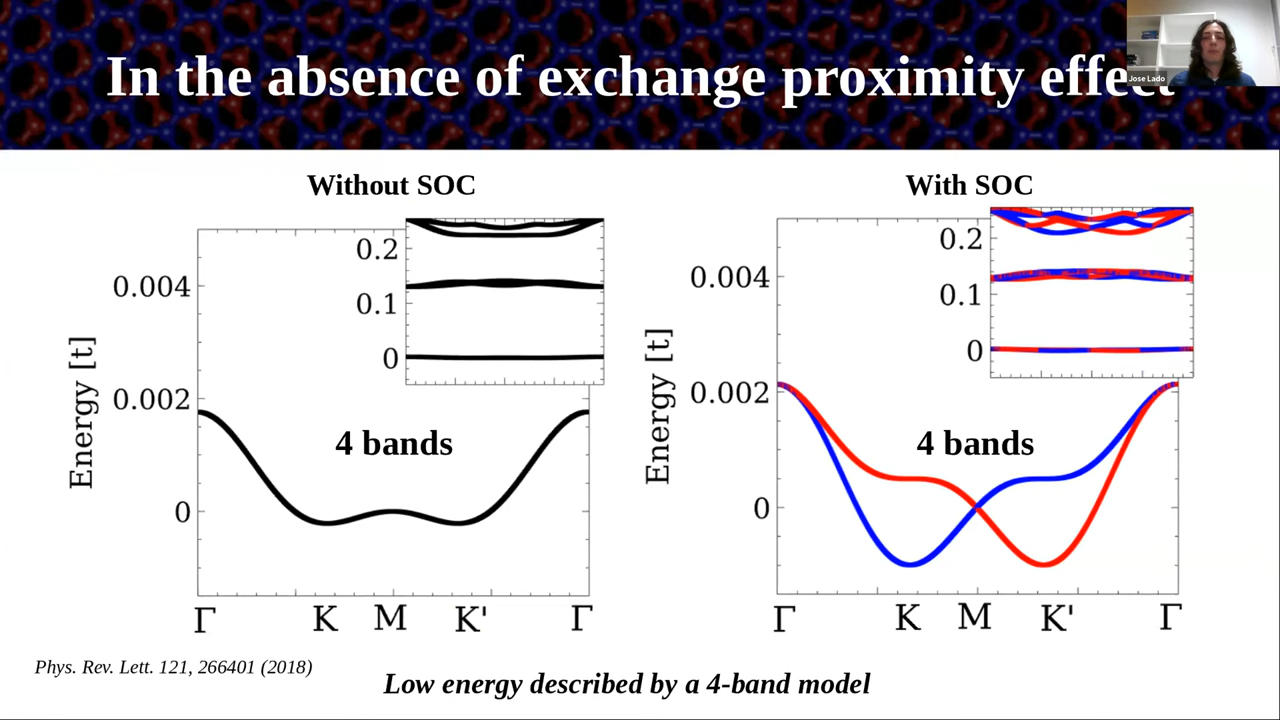 In the absence of exchange proximity effect
Jose Lado
Without SOC
With SOC
0.2
0.1
0
0.004
0.002
0
Energy [t]
4 bands
Γ K M K' Γ
0.2
0.1
0
0.004
0.002
0
Energy [t]
4 bands
Γ K M K' Γ
Phys. Rev. Lett. 121, 266401 (2018)
Low energy described by a 4-band model